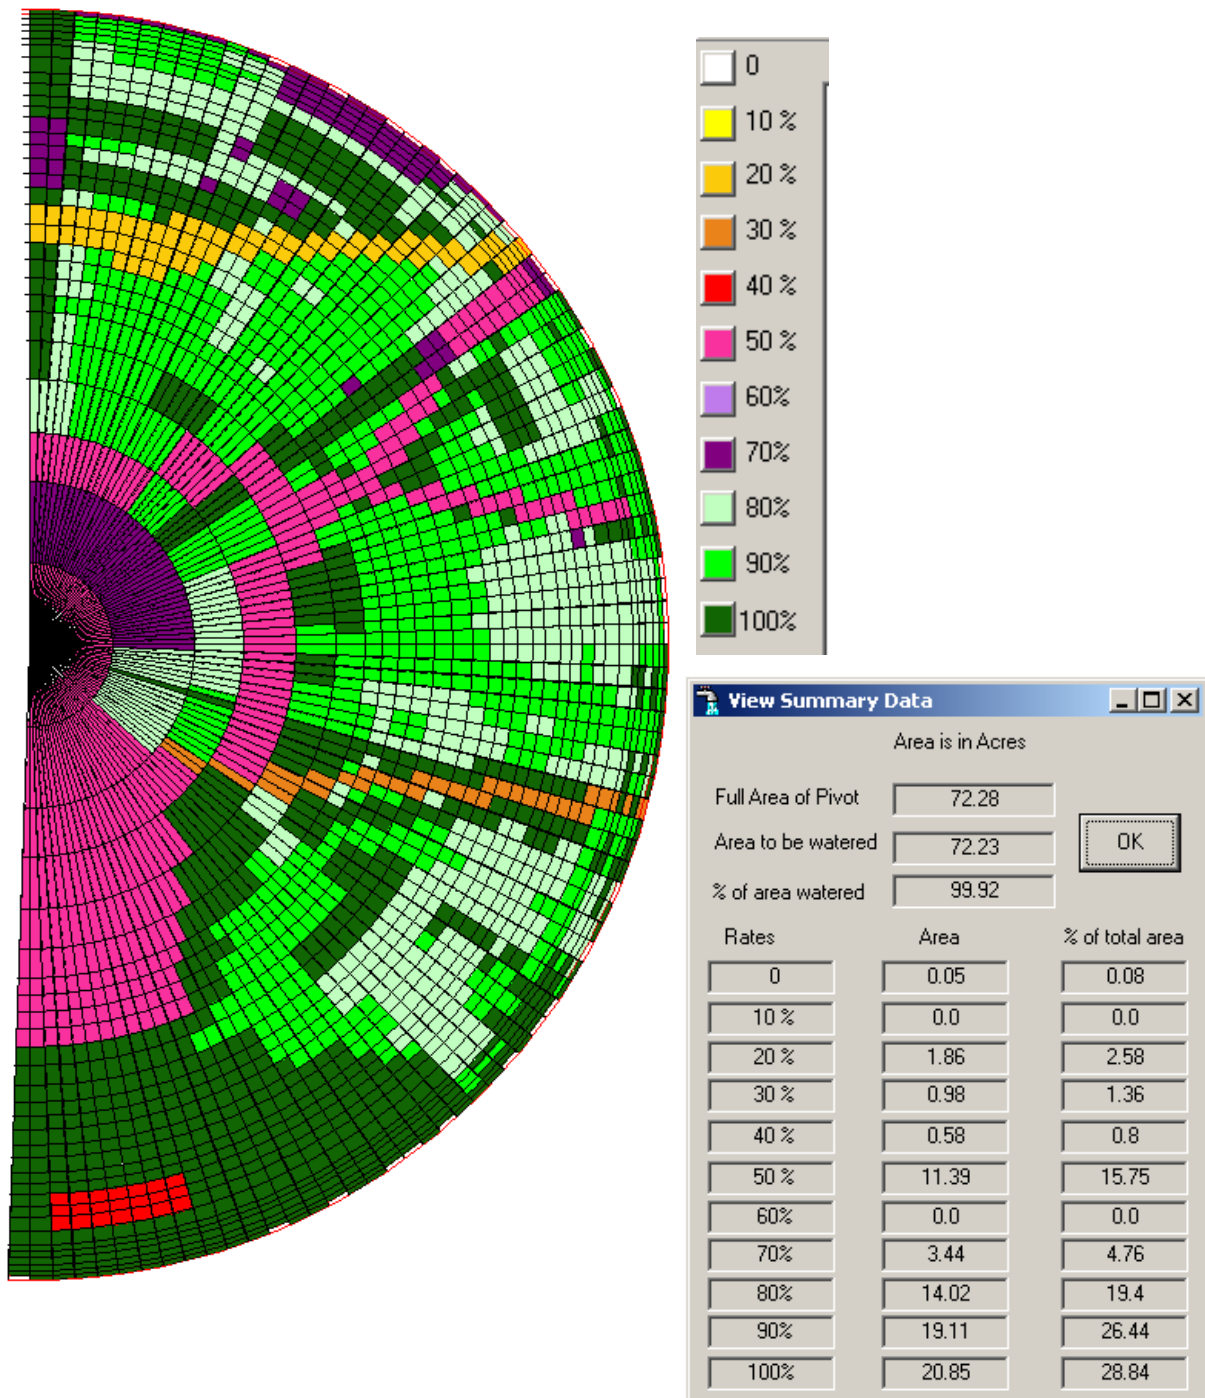 0
10 %
20 %
30 %
40 %
50 %
60%
70%
80%
90%
100%
View Summary Data
Area is in Acres
Full Area of Pivot 72.28
Area to be watered 72.23
OK
% of area watered 99.92
Rates Area % of total area
0 0.05 0.08
10 % 0.0 0.0
20 % 1.86 2.58
30 % 0.98 1.36
40 % 0.58 0.8
50 % 11.39 15.75
60% 0.0 0.0
70% 3.44 4.76
80% 14.02 19.4
90% 19.11 26.44
100% 20.85 28.84